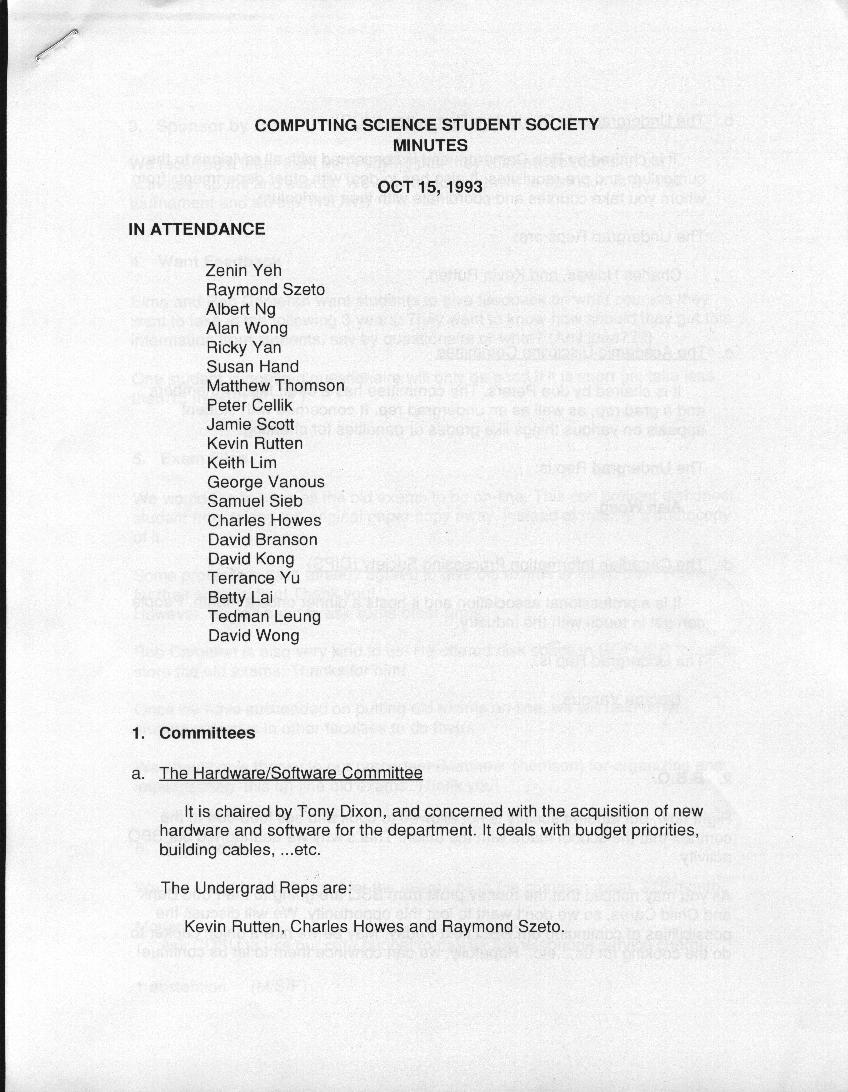 COMPUTING SCIENCE STUDENT SOCIETY
MINUTES
OCT 15, 1993
IN ATTENDANCE
Zenin Yeh
Raymond Szeto
Albert Ng
Alan Wong
Ricky Yan
Susan Hand
Matthew Thomson
Peter Cellik
Jamie Scott
Kevin Rutten
Keith Lim
George Vanous
Samuel Sieb
Charles Howes
David Branson
David Kong
Terrance Yu
Betty Lai
Tedman Leung
David Wong
1. Committees
a. The Hardware/Software Committee
It is chaired by Tony Dixon, and concerned with the acquisition of new
hardware and software for the department. It deals with budget priorities,
building cables, ...etc.
The Undergrad Reps are:
Kevin Rutten, Charles Howes and Raymond Szeto.